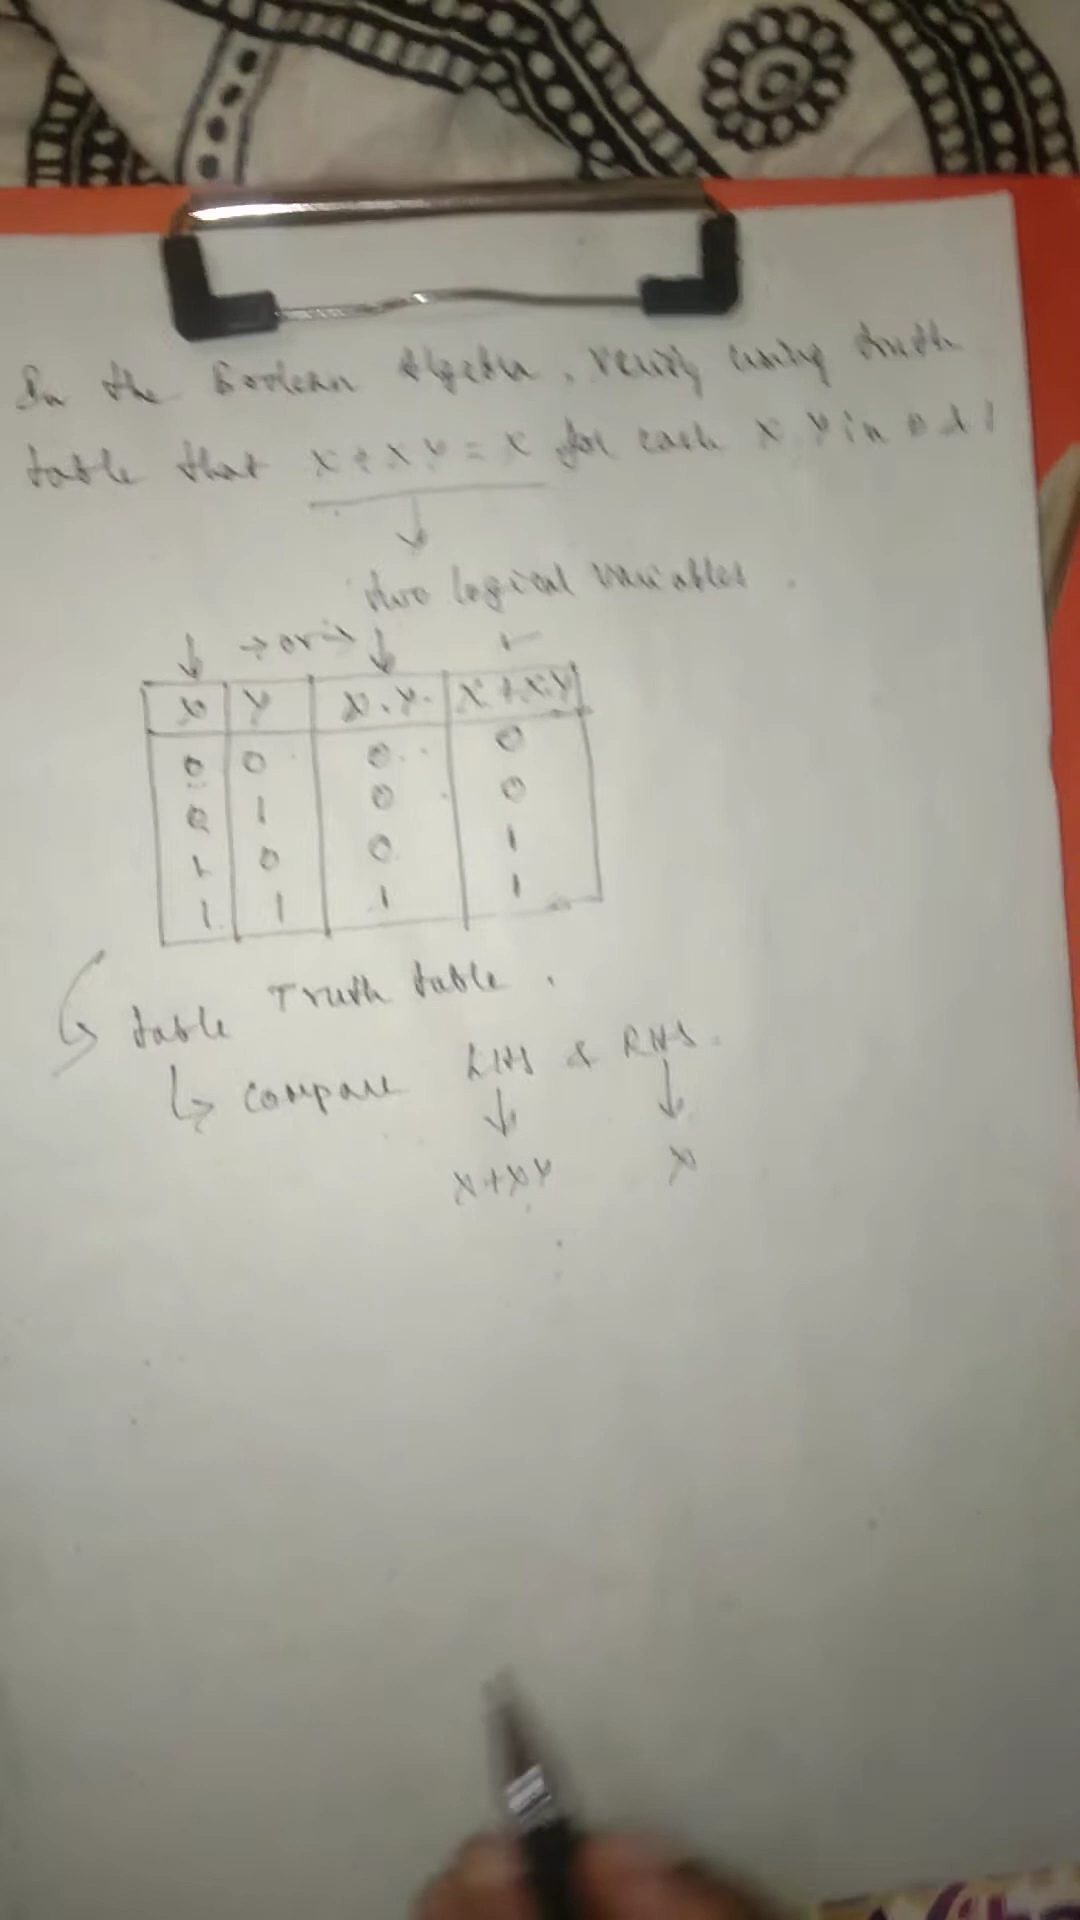 In the Boolean Algebra, verify using truth
table that X + X Y = X for each X Y in 0 & 1
two logical variables.
→ or →
X Y X.Y. X + X.Y
0 0 0 0
0 1 0 0
1 0 0 1
1 1 1 1
table Truth table.
compare LHS & RHS.
X+XY X